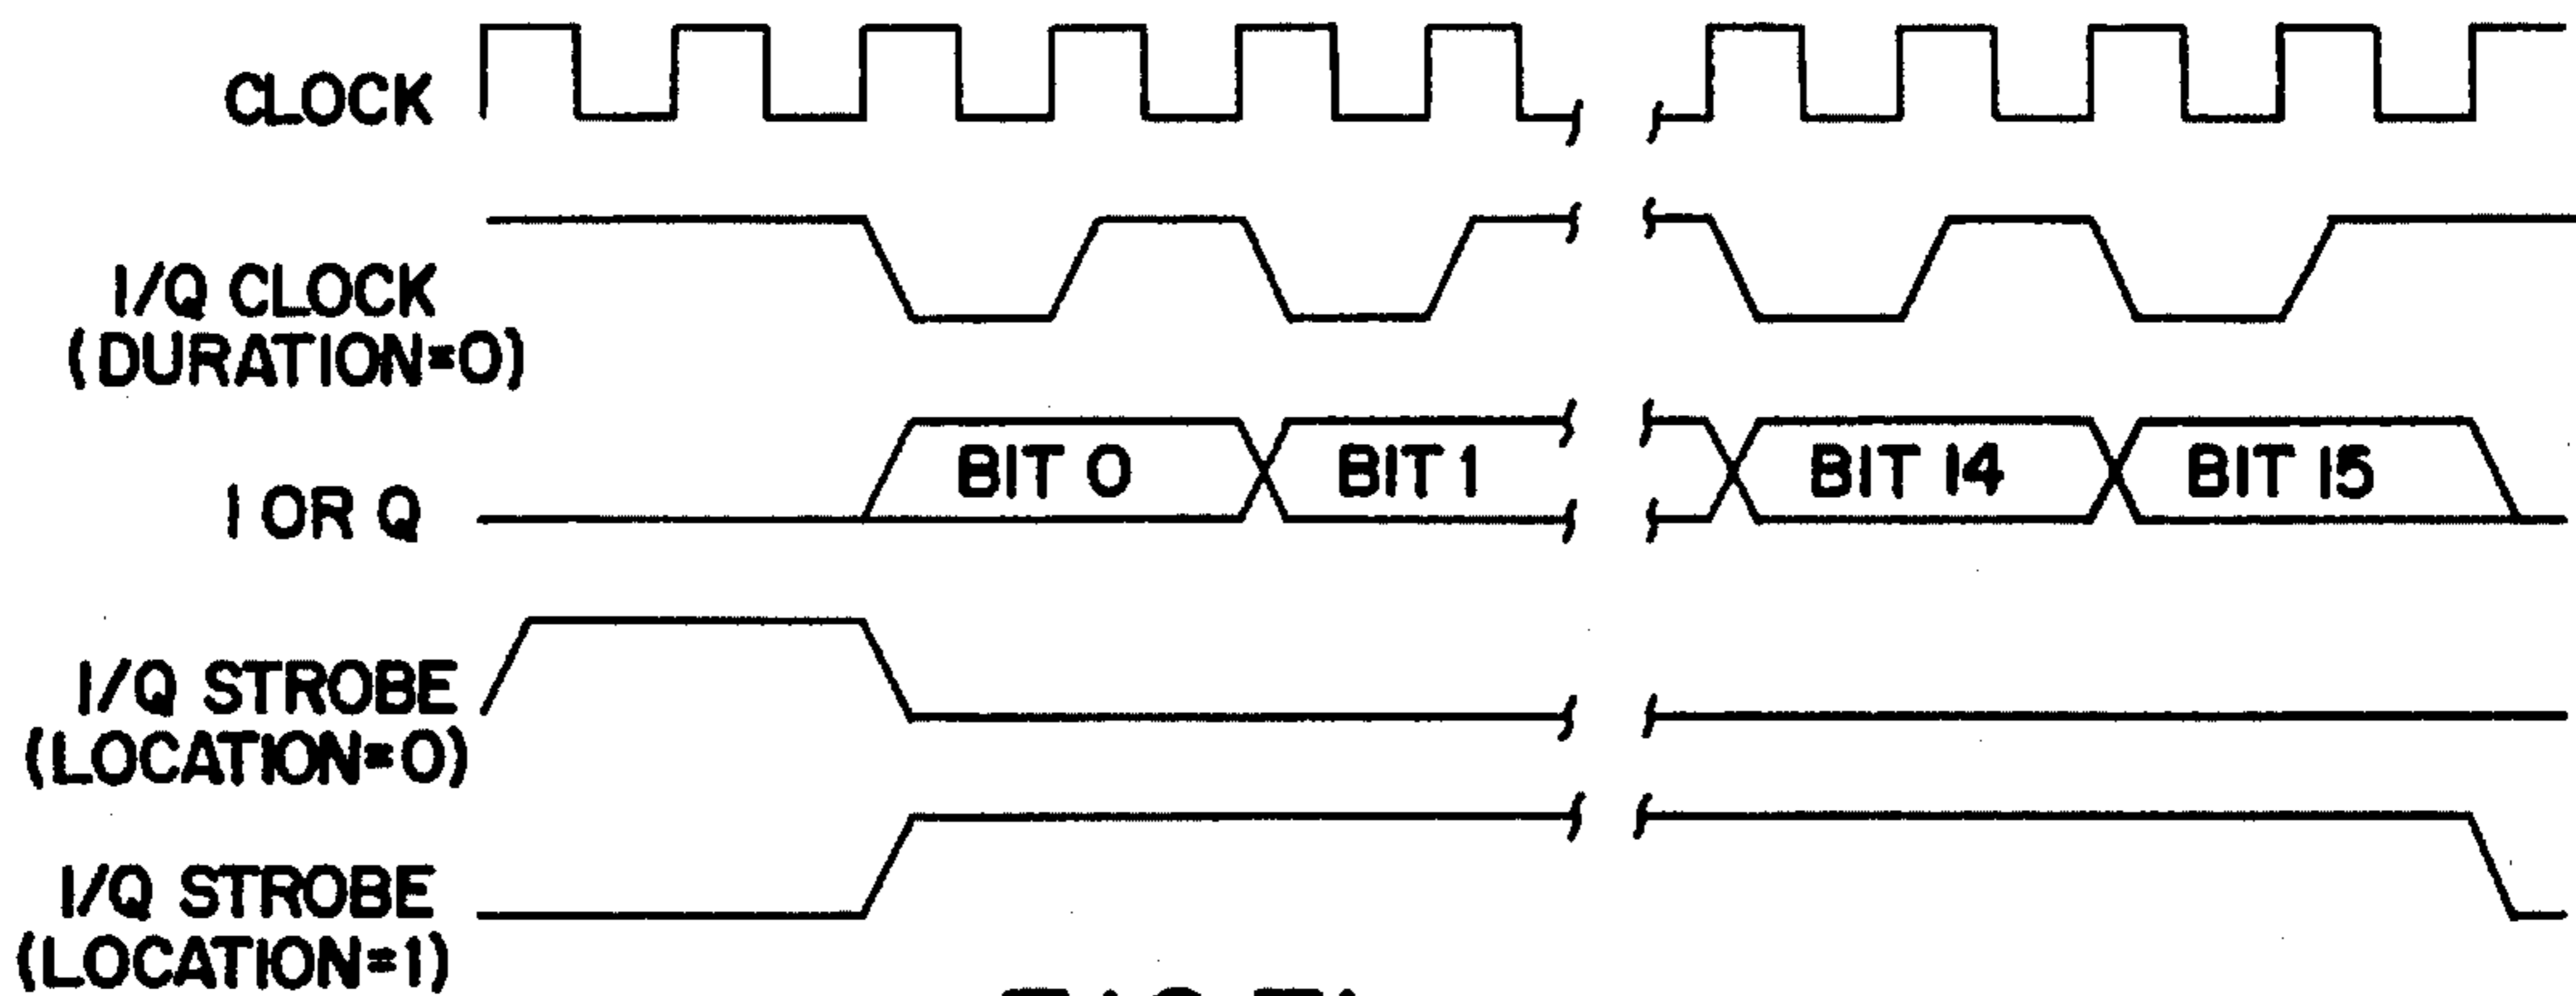 CLOCK
I/Q CLOCK
(DURATION=0)
BIT 0 BIT 1 BIT 14 BIT 15
I OR Q
I/Q STROBE
(LOCATION=0)
I/Q STROBE
(LOCATION=1)